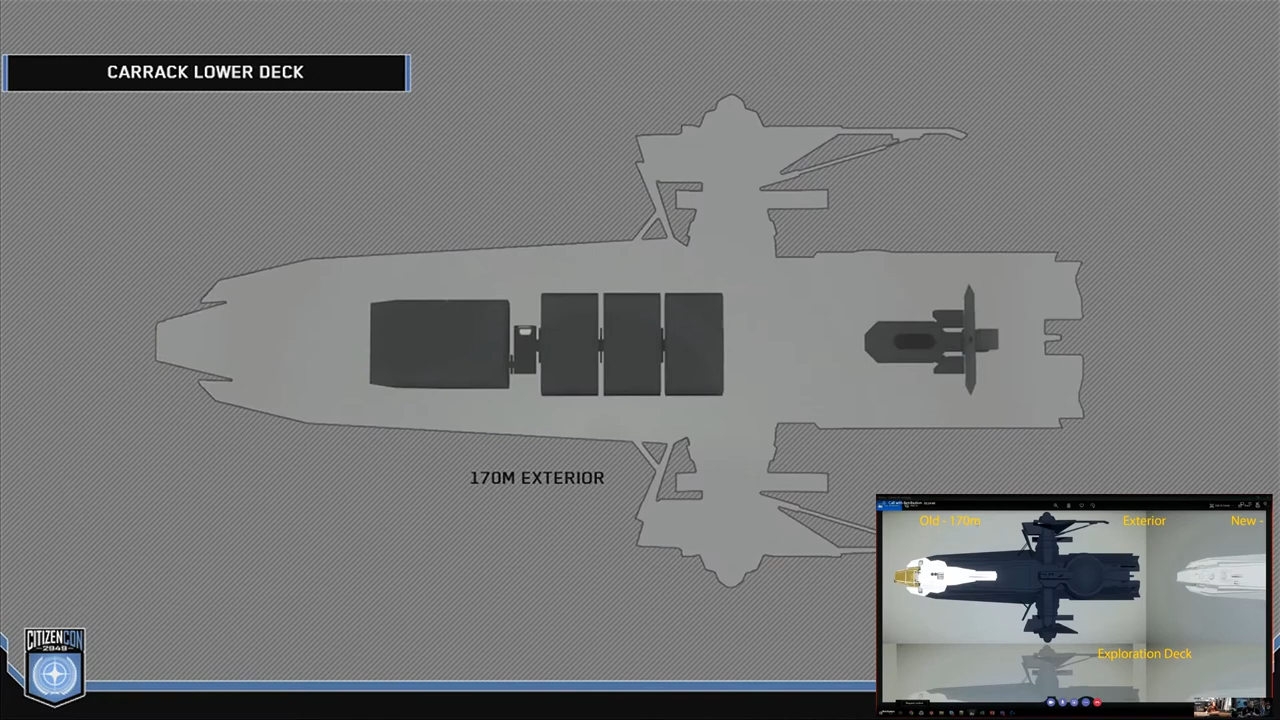 CARRACK LOWER DECK
170M EXTERIOR
Old - 170m
Exterior
New -
Exploration Deck
CITIZENCON
2949